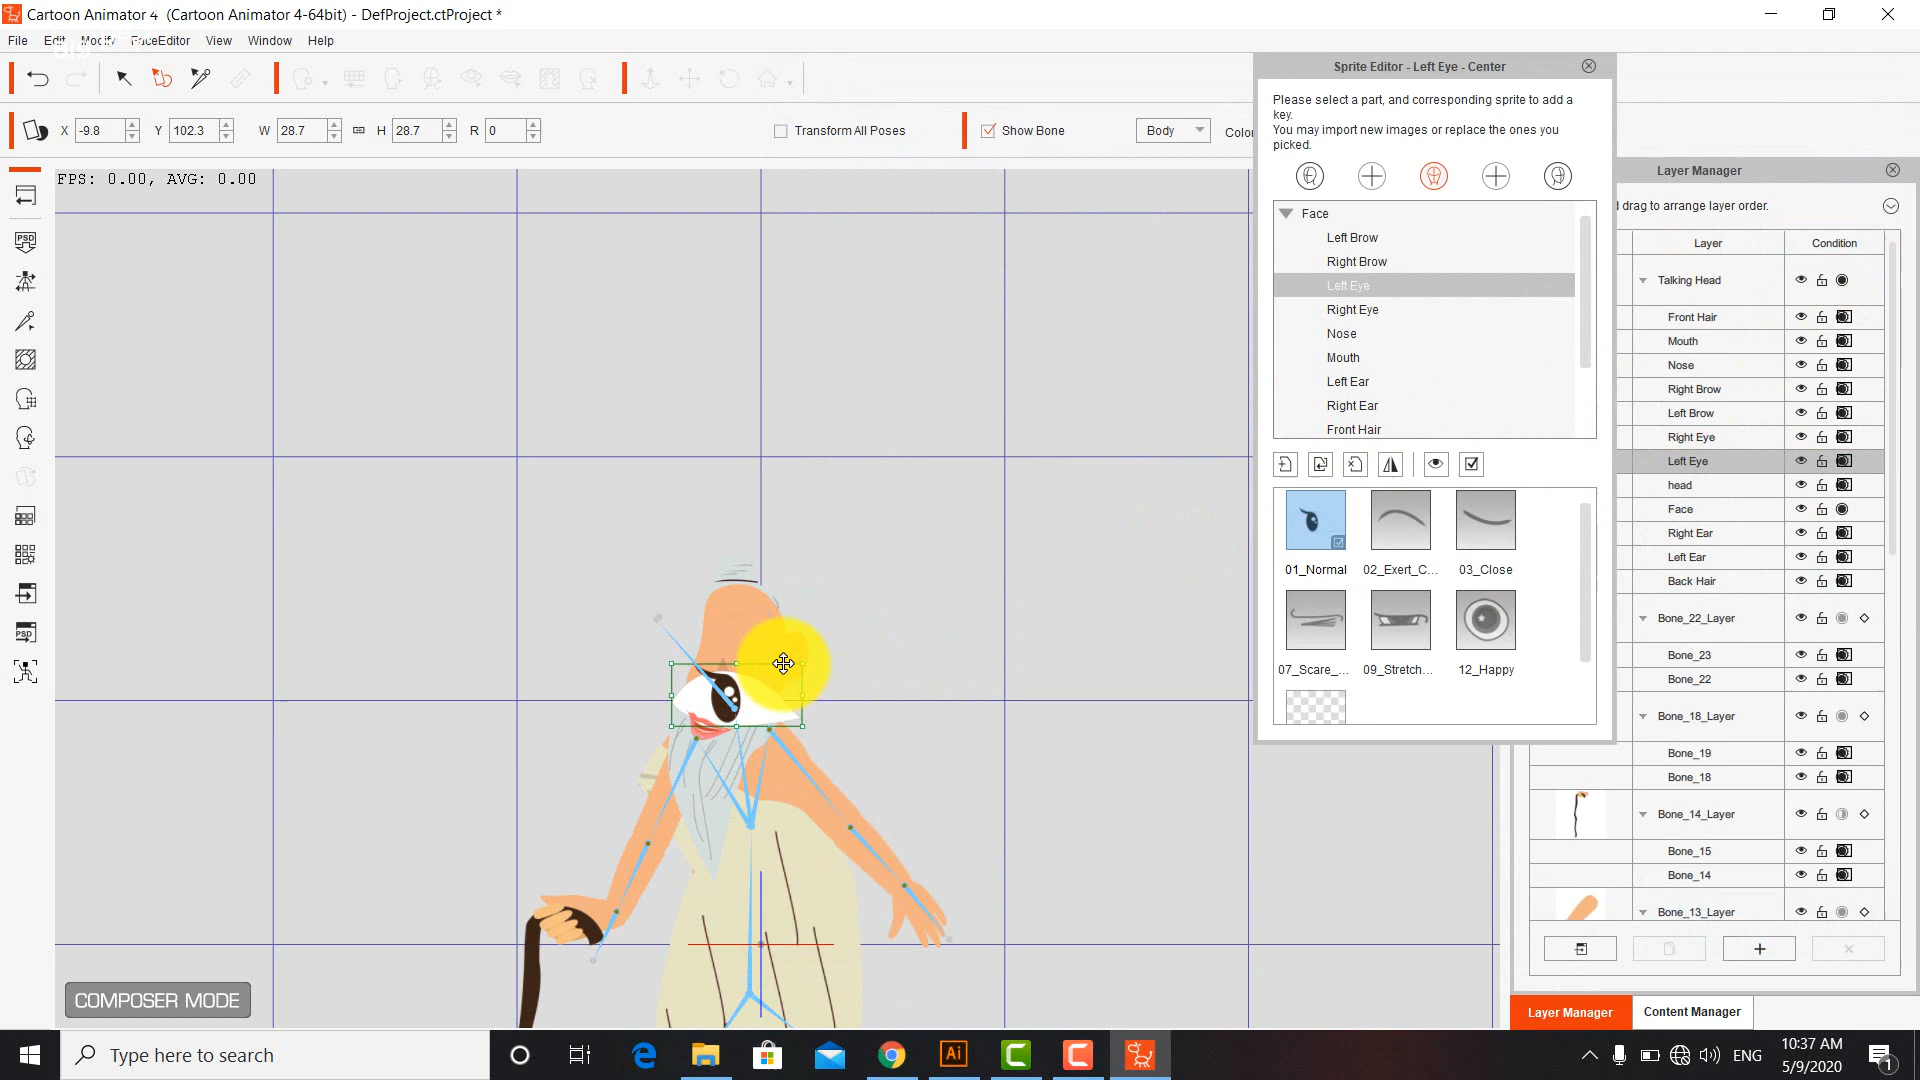 Cartoon Animator 4  (Cartoon Animator 4-64bit) - DefProject.ctProject *
File Edit Modify FaceEditor View Window Help
X -9.8 Y 102.3 W 28.7 H 28.7 R 0 Transform All Poses Show Bone Body
FPS: 0.00, AVG: 0.00
Sprite Editor - Left Eye - Center
Please select a part, and corresponding sprite to add a
key.
You may import new images or replace the ones you
picked.
Face
Left Brow
Right Brow
Left Eye
Right Eye
Nose
Mouth
Left Ear
Right Ear
Front Hair
01_Normal 02_Exert_C... 03_Close
07_Scare_... 09_Stretch... 12_Happy
Layer Manager
drag to arrange layer order.
Layer Condition
Talking Head
Front Hair
Mouth
Nose
Right Brow
Left Brow
Right Eye
Left Eye
head
Face
Right Ear
Left Ear
Back Hair
Bone_22_Layer
Bone_23
Bone_22
Bone_18_Layer
Bone_19
Bone_18
Bone_14_Layer
Bone_15
Bone_14
Bone_13_Layer
Layer Manager Content Manager
COMPOSER MODE
PSD
PSD
Type here to search
Ai
ENG
10:37 AM
5/9/2020
1